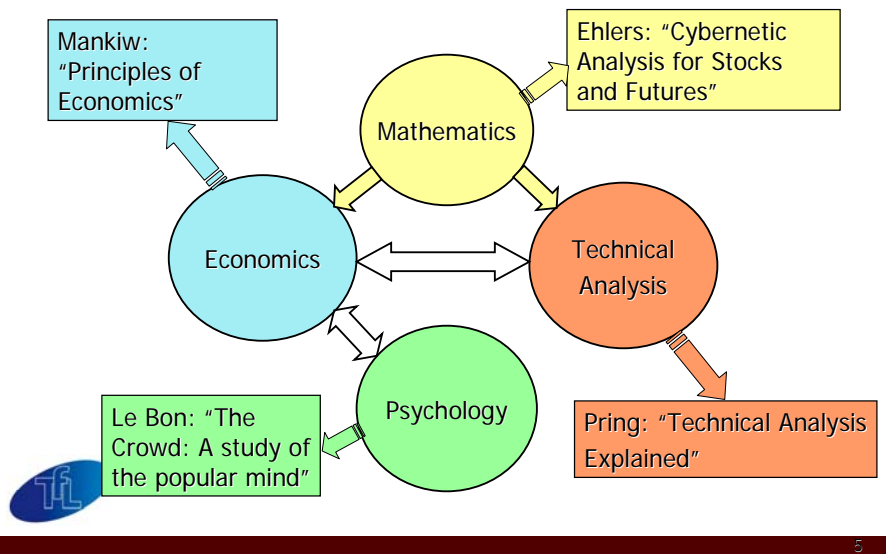 Mankiw:
“Principles of
Economics”
Ehlers: “Cybernetic
Analysis for Stocks
and Futures”
Mathematics
Economics
Technical
Analysis
Psychology
Le Bon: “The
Crowd: A study of
the popular mind”
Pring: “Technical Analysis
Explained”
TfL
5